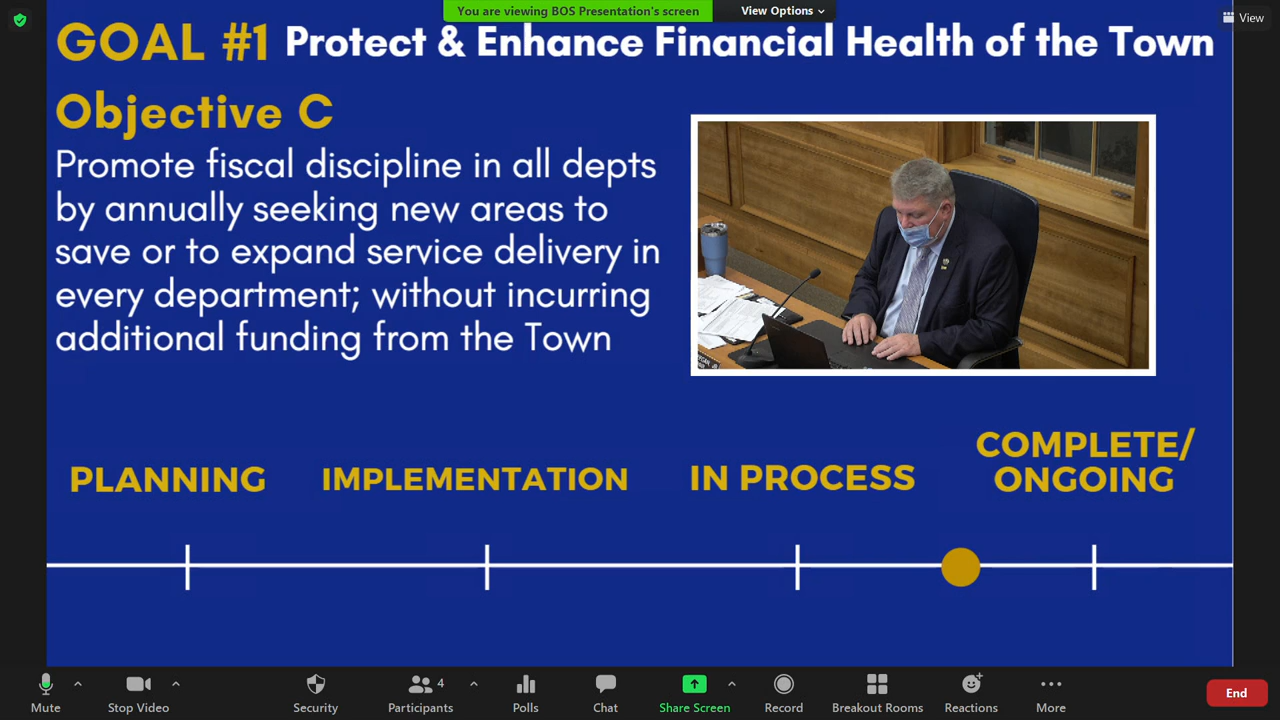 You are viewing BOS Presentation's screen
View Options
View
GOAL #1 Protect & Enhance Financial Health of the Town
Objective C
Promote fiscal discipline in all depts
by annually seeking new areas to
save or to expand service delivery in
every department; without incurring
additional funding from the Town
PLANNING
IMPLEMENTATION
IN PROCESS
COMPLETE/
ONGOING
Mute
Stop Video
Security
Participants
4
Polls
Chat
Share Screen
Record
Breakout Rooms
Reactions
More
End